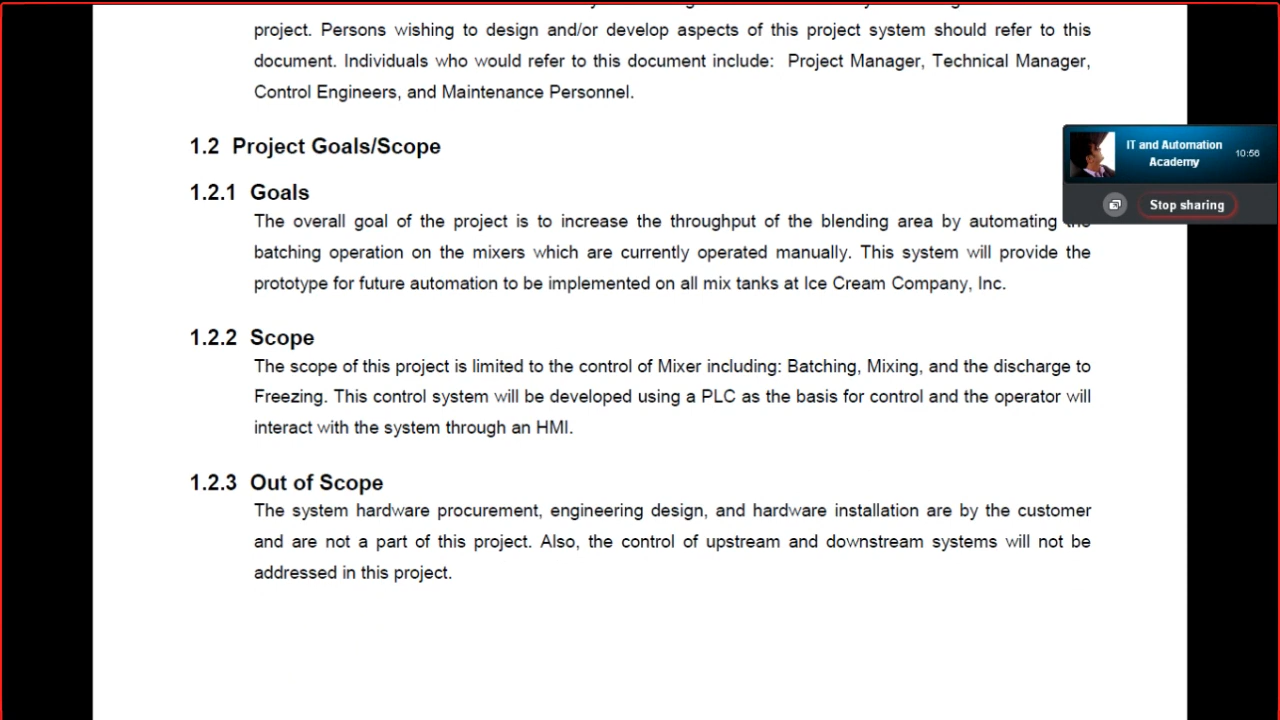 project. Persons wishing to design and/or develop aspects of this project system should refer to this
document. Individuals who would refer to this document include: Project Manager, Technical Manager,
Control Engineers, and Maintenance Personnel.
1.2 Project Goals/Scope
IT and Automation
Academy
10:56
Stop sharing
1.2.1 Goals
The overall goal of the project is to increase the throughput of the blending area by automating
batching operation on the mixers which are currently operated manually. This system will provide the
prototype for future automation to be implemented on all mix tanks at Ice Cream Company, Inc.
1.2.2 Scope
The scope of this project is limited to the control of Mixer including: Batching, Mixing, and the discharge to
Freezing. This control system will be developed using a PLC as the basis for control and the operator will
interact with the system through an HMI.
1.2.3 Out of Scope
The system hardware procurement, engineering design, and hardware installation are by the customer
and are not a part of this project. Also, the control of upstream and downstream systems will not be
addressed in this project.